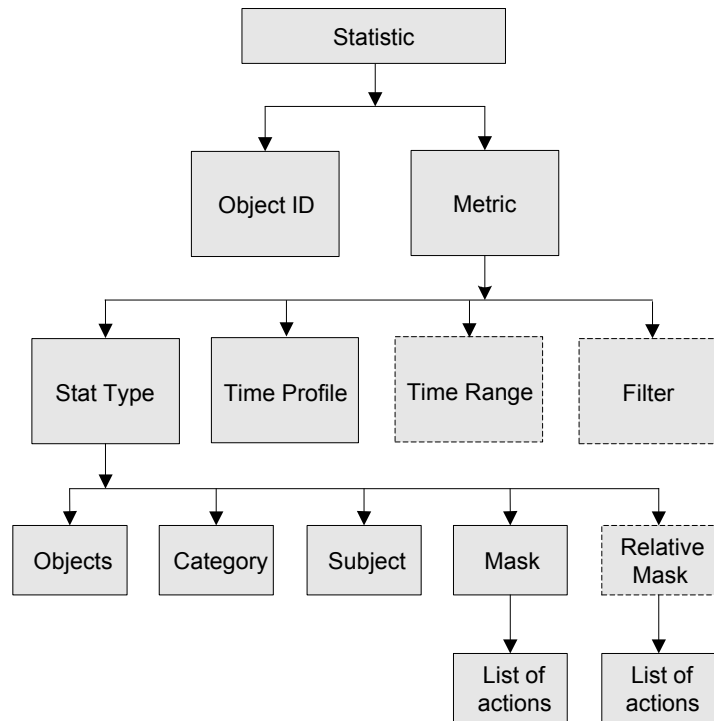 Statistic
Object ID
Metric
Stat Type
Time Profile
Time Range
Filter
Objects
Category
Subject
Mask
Relative
Mask
List of
actions
List of
actions